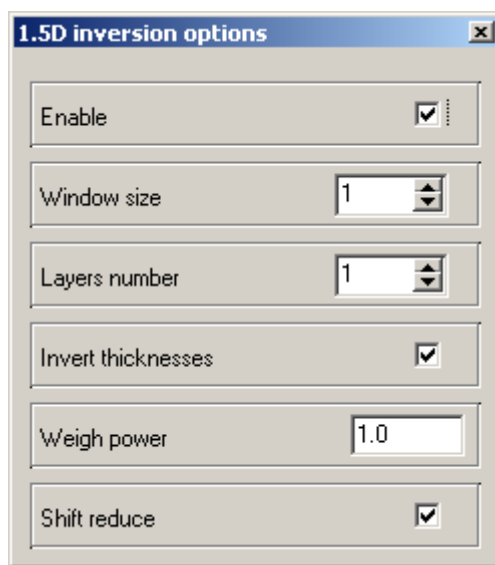 1.5D inversion options
Enable
Window size 1
Layers number 1
Invert thicknesses
Weigh power 1.0
Shift reduce